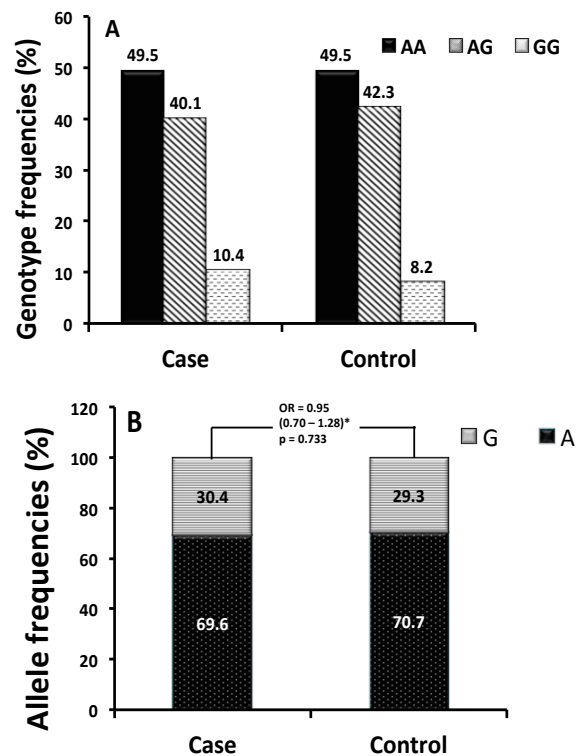 A
Genotype frequencies (%)
60
50
40
30
20
10
0
AA AG GG
49.5
40.1
10.4
49.5
42.3
8.2
Case Control
B
Allele frequencies (%)
120
100
80
60
40
20
0
OR = 0.95
(0.70 – 1.28)*
p = 0.733
G A
30.4
69.6
29.3
70.7
Case Control